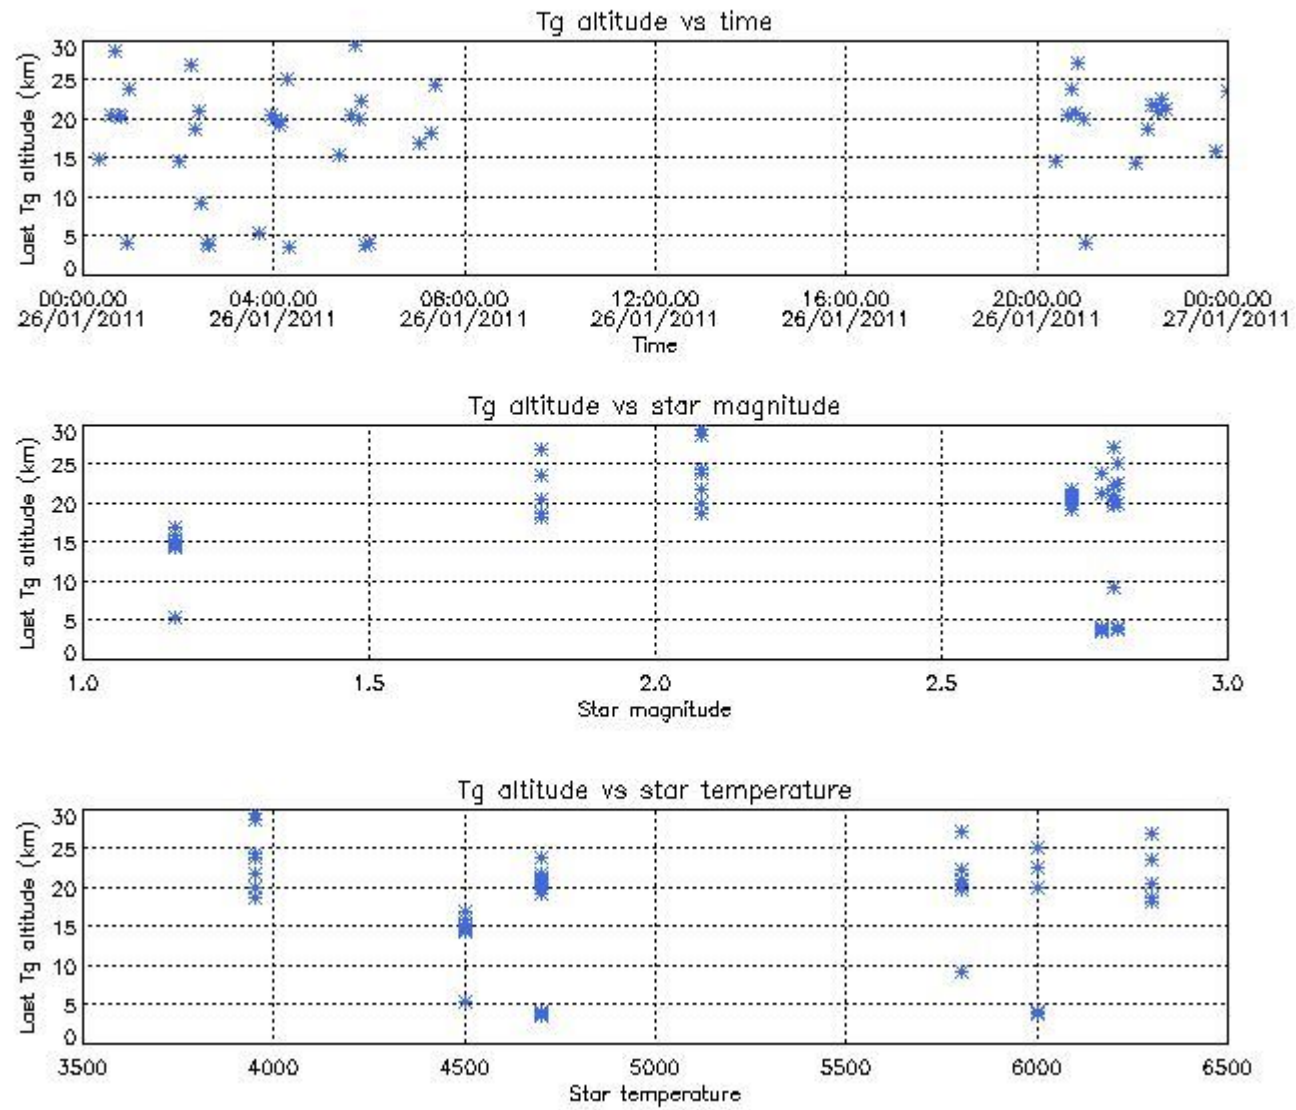 Tg altitude vs time
Last Tg altitude (km)
30
25
20
15
10
5
0
00:00.00 04:00.00 08:00.00 12:00.00 16:00.00 20:00.00 00:00.00
26/01/2011 26/01/2011 26/01/2011 26/01/2011 26/01/2011 26/01/2011 27/01/2011
Time
Tg altitude vs star magnitude
Last Tg altitude (km)
30
25
20
15
10
5
0
1.0 1.5 2.0 2.5 3.0
Star magnitude
Tg altitude vs star temperature
Last Tg altitude (km)
30
25
20
15
10
5
0
3500 4000 4500 5000 5500 6000 6500
Star temperature